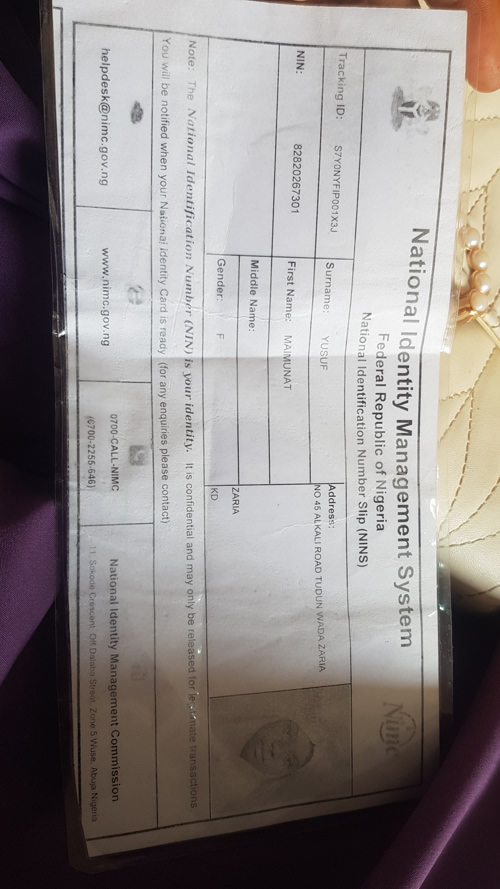 National Identity Management System
Federal Republic of Nigeria
National Identification Number Slip (NINS)
Nimc
Tracking ID: S7Y0NYFIP001X3J
Surname: YUSUF
Address:
NO 45 ALKALI ROAD TUDUN WADA ZARIA
NIN: 82820267301
First Name: MAIMUNAT
Middle Name:
ZARIA
Gender: F
KD
Note: The National Identification Number (NIN) is your identity. It is confidential and may only be released for legitimate transactions
You will be notified when your National Identity Card is ready (for any enquiries please contact)
helpdesk@nimc.gov.ng
www.nimc.gov.ng
0700-CALL-NIMC
(0700-2255-646)
National Identity Management Commission
11, Sokode Crescent, Off Dalaba Street, Zone 5 Wuse, Abuja Nigeria